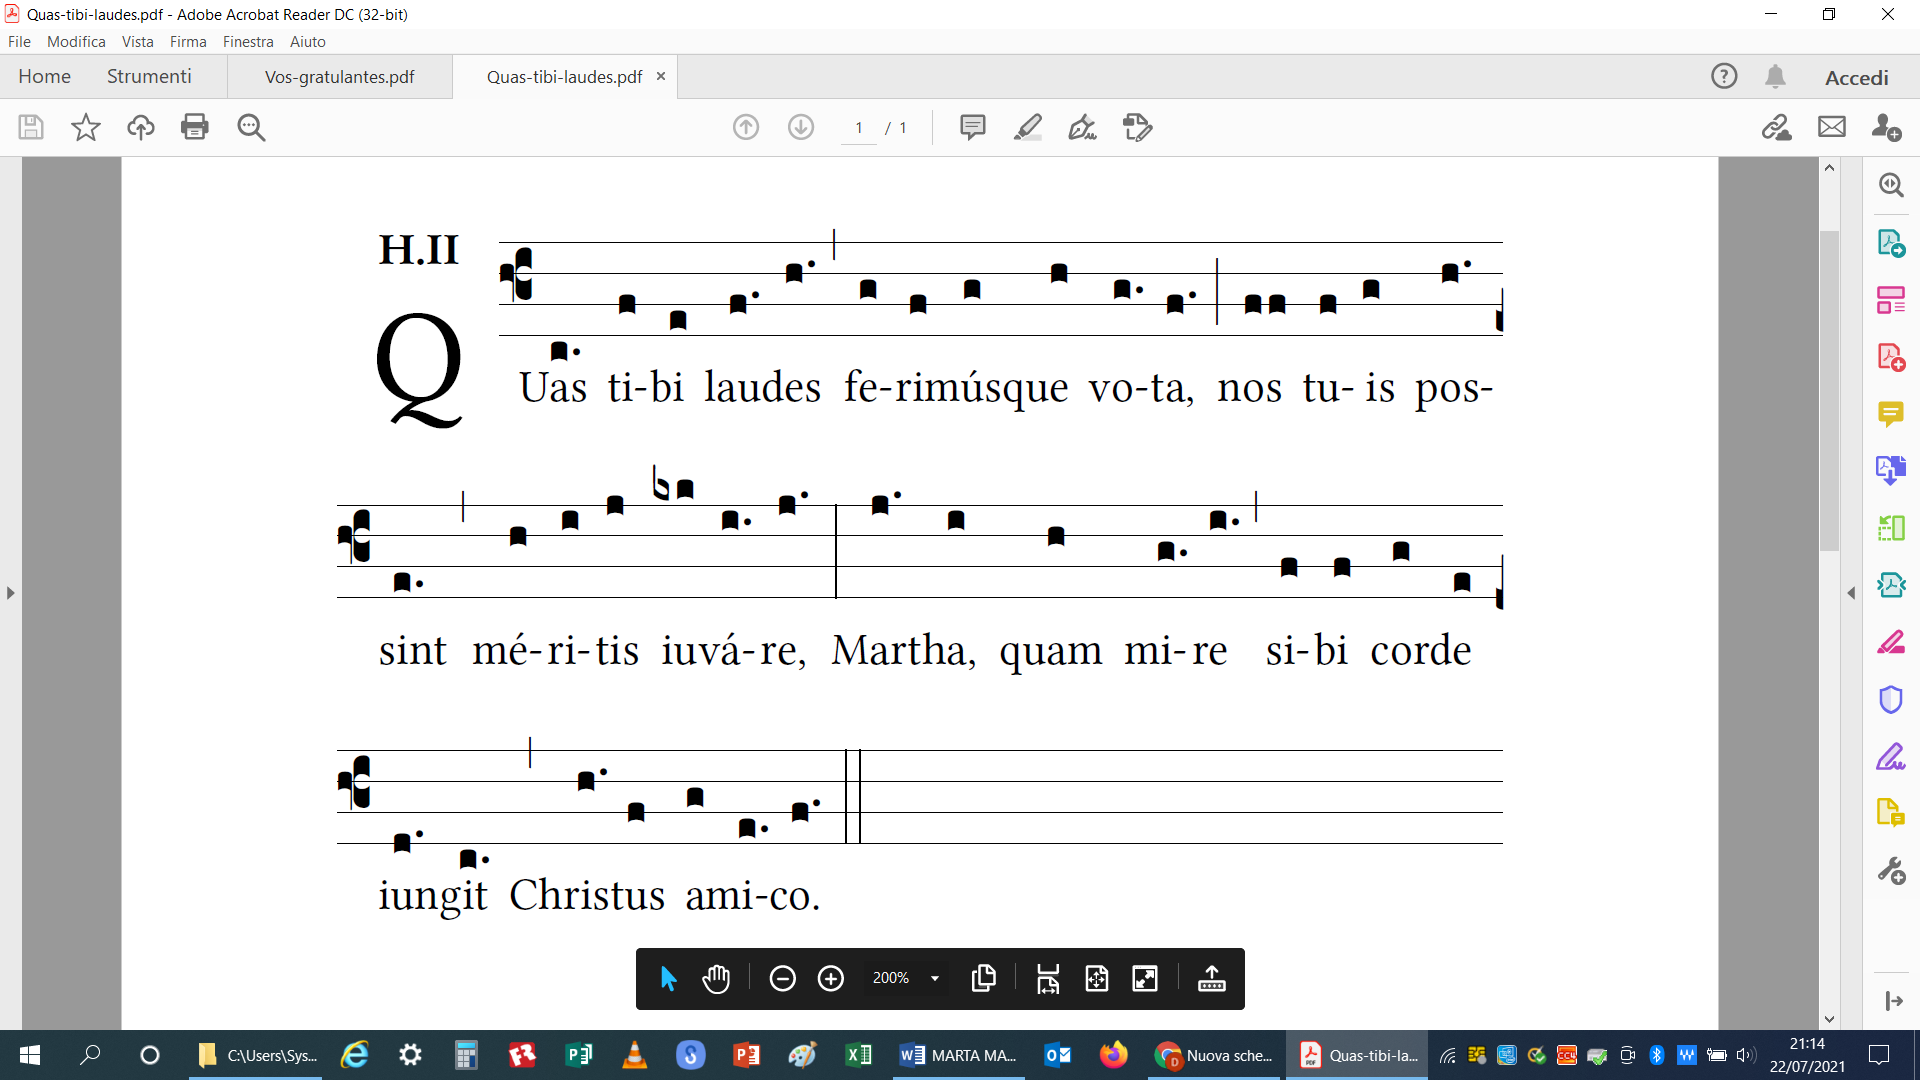 Quas-tibi-laudes.pdf - Adobe Acrobat Reader DC (32-bit)
File Modifica Vista Firma Finestra Aiuto
Home Strumenti Vos-gratulantes.pdf Quas-tibi-laudes.pdf × Accedi
1 / 1
H.II
QUas ti-bi laudes fe-rimúsque vo-ta, nos tu- is pos-
sint mé-ri-tis iuvá-re, Martha, quam mi-re si-bi corde
iungit Christus ami-co.
200%
C:\Users\Sys... MARTA MA... Nuova sche... Quas-tibi-la... 21:14
22/07/2021